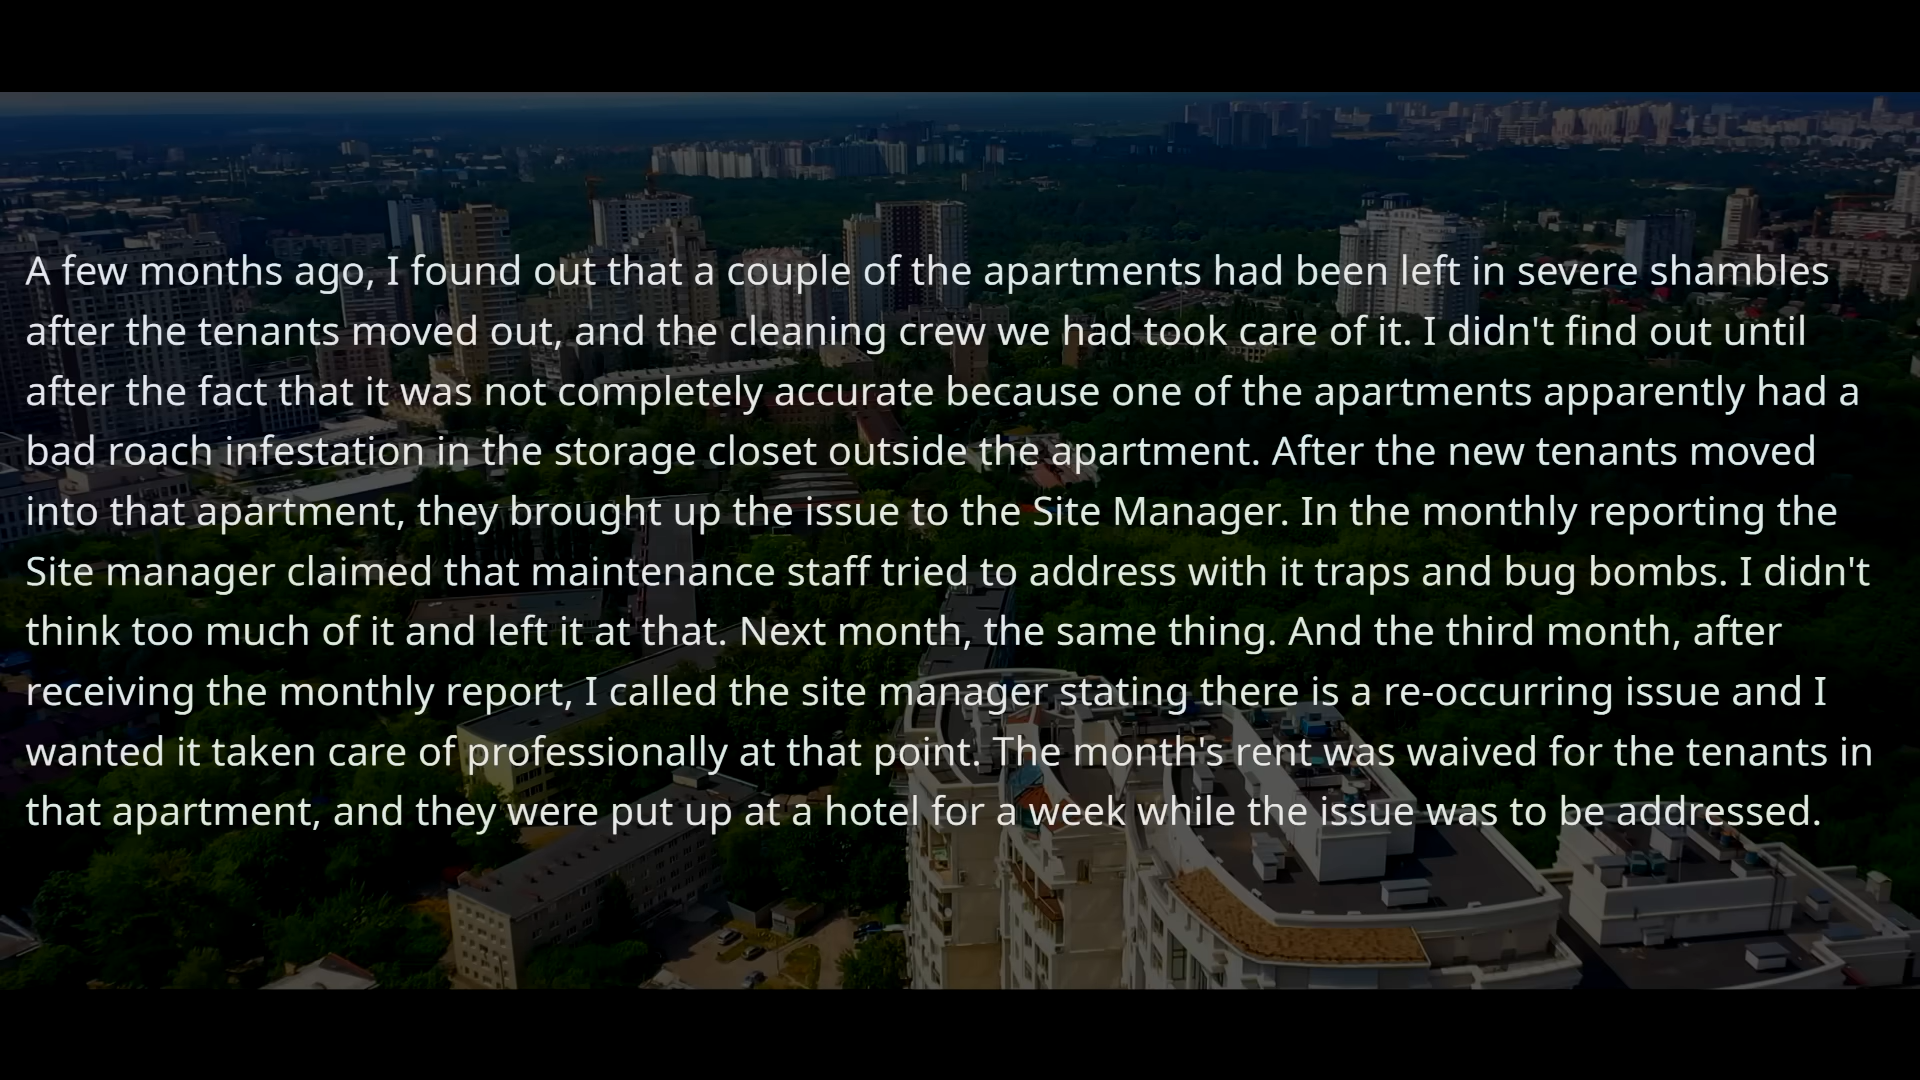 A few months ago, I found out that a couple of the apartments had been left in severe shambles
after the tenants moved out, and the cleaning crew we had took care of it. I didn't find out until
after the fact that it was not completely accurate because one of the apartments apparently had a
bad roach infestation in the storage closet outside the apartment. After the new tenants moved
into that apartment, they brought up the issue to the Site Manager. In the monthly reporting the
Site manager claimed that maintenance staff tried to address with it traps and bug bombs. I didn't
think too much of it and left it at that. Next month, the same thing. And the third month, after
receiving the monthly report, I called the site manager stating there is a re-occurring issue and I
wanted it taken care of professionally at that point. The month's rent was waived for the tenants in
that apartment, and they were put up at a hotel for a week while the issue was to be addressed.